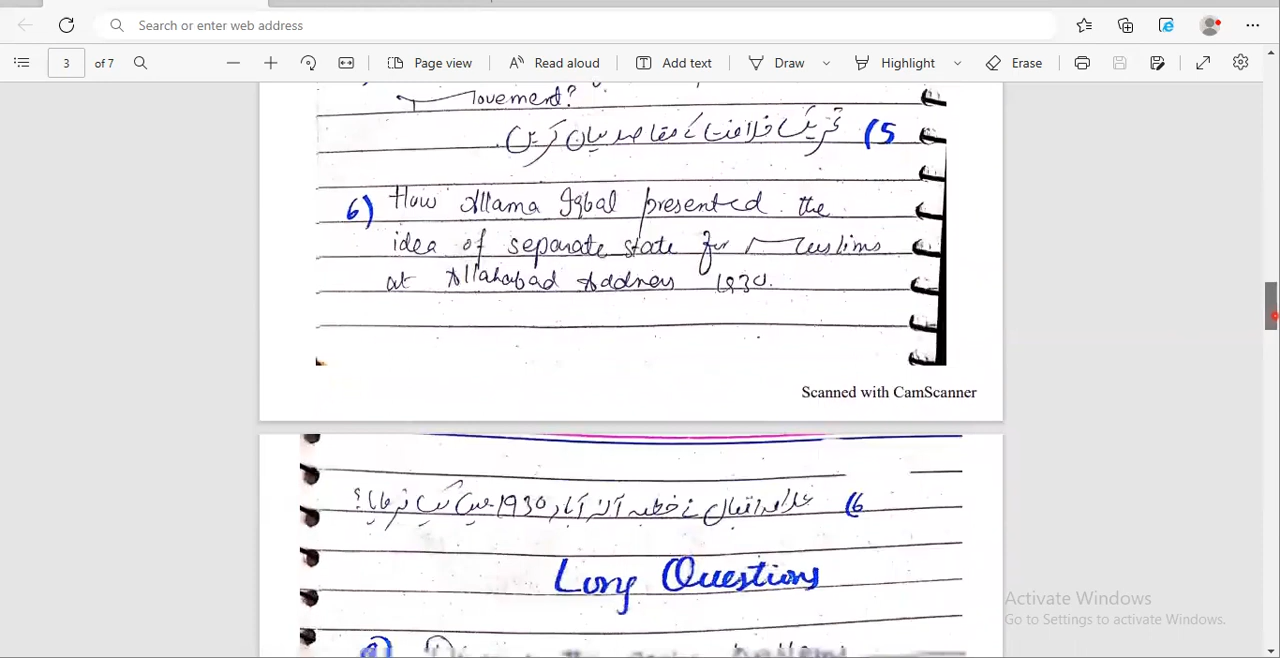 Search or enter web address
3 of 7
Page view
Read aloud
Add text
Draw
Highlight
Erase
Movement?
5) تحریک خلافت کے مقاصد بیان کریں.
6) How Allama Iqbal presented the
idea of separate state for Muslims
at Allahabad Address 1930.
Scanned with CamScanner
6) علامہ اقبال نے خطبہ آلہ آباد 1930 میں کیا فرمایا؟
Long Questions
Activate Windows
Go to Settings to activate Windows.